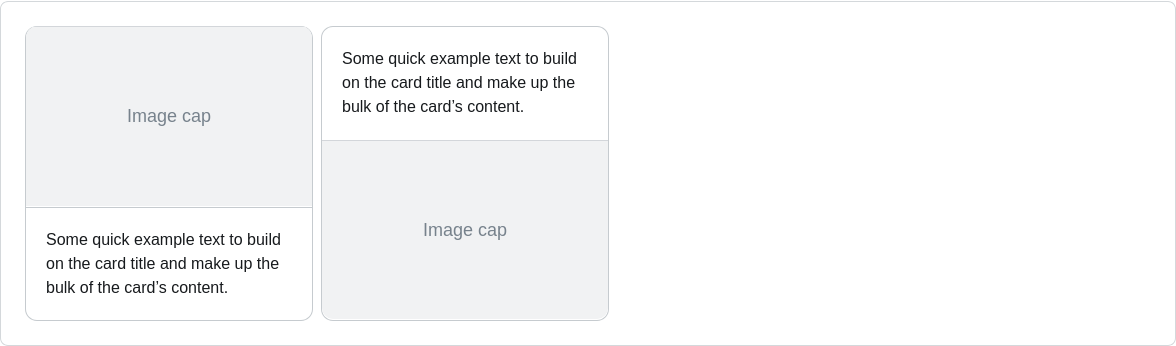 Image cap
Some quick example text to build
on the card title and make up the
bulk of the card’s content.
Some quick example text to build
on the card title and make up the
bulk of the card’s content.
Image cap